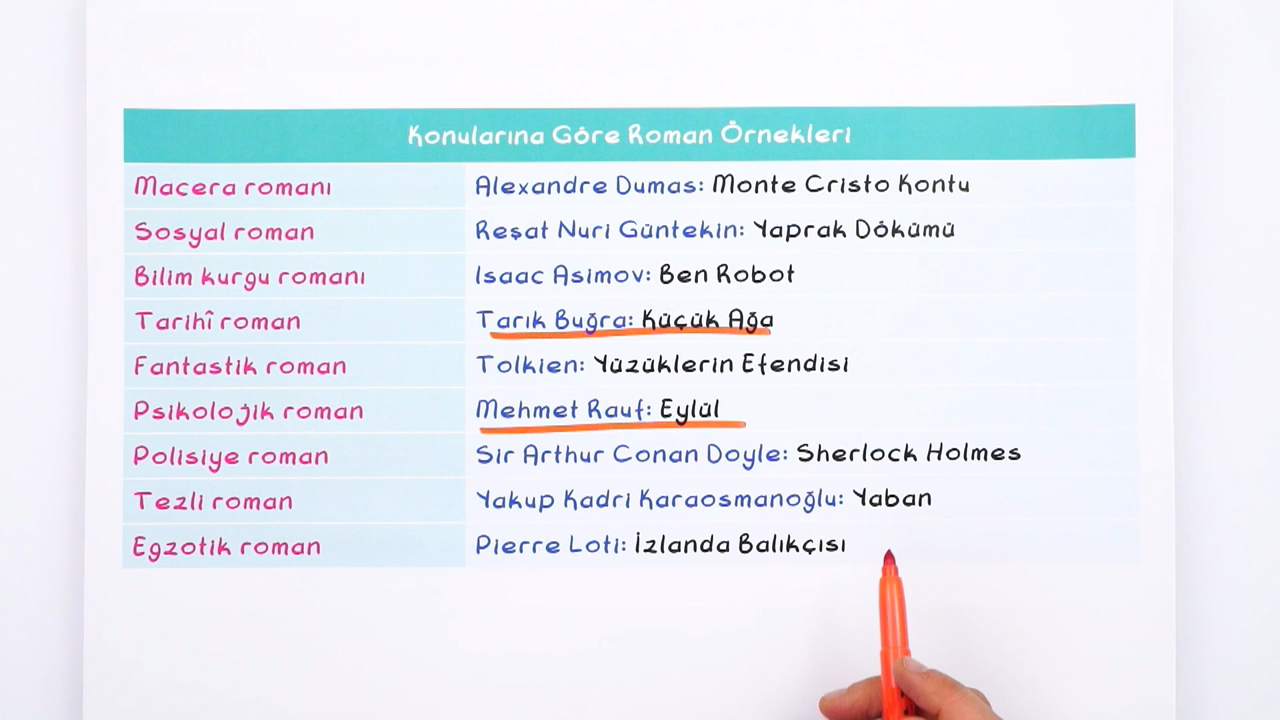 Konularına Göre Roman Örnekleri
Macera romanı Alexandre Dumas: Monte Cristo Kontu
Sosyal roman Reşat Nuri Güntekin: Yaprak Dökümü
Bilim kurgu romanı Isaac Asimov: Ben Robot
Tarihî roman Tarık Buğra: Küçük Ağa
Fantastik roman Tolkien: Yüzüklerin Efendisi
Psikolojik roman Mehmet Rauf: Eylül
Polisiye roman Sir Arthur Conan Doyle: Sherlock Holmes
Tezli roman Yakup Kadri Karaosmanoğlu: Yaban
Egzotik roman Pierre Loti: İzlanda Balıkçısı